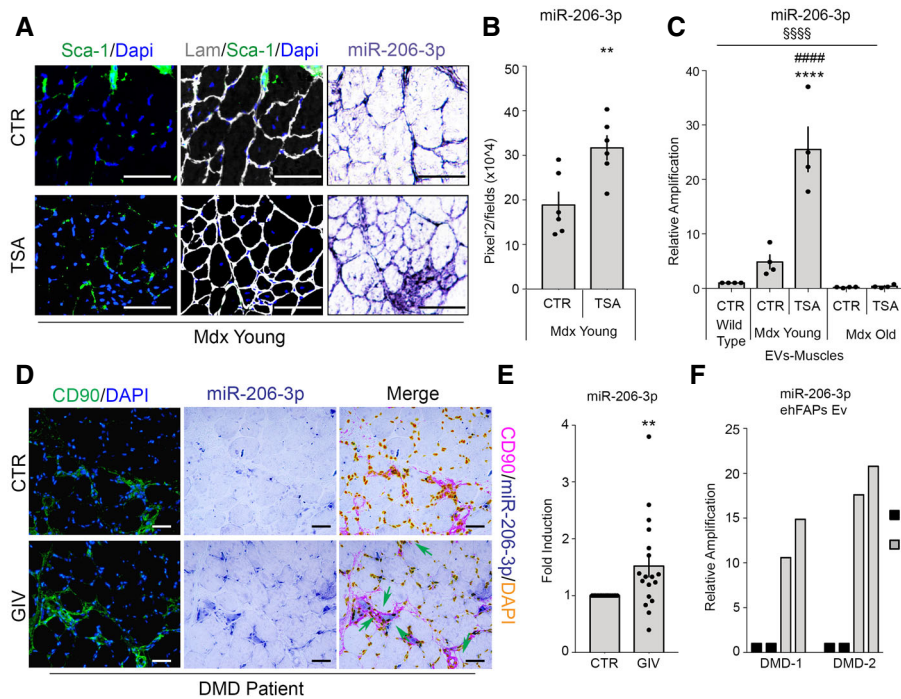 A
Sca-1/Dapi
Lam/Sca-1/Dapi
miR-206-3p
CTR
TSA
Mdx Young
B
miR-206-3p
**
Pixel^2/fields (x10^4)
50
40
30
20
10
0
CTR
TSA
Mdx Young
C
miR-206-3p
§§§§
####
****
Relative Amplification
40
30
20
10
0
CTR
CTR
TSA
CTR
TSA
Wild Type
Mdx Young
Mdx Old
EVs-Muscles
D
CD90/DAPI
miR-206-3p
Merge
CTR
GIV
CD90/miR-206-3p/DAPI
DMD Patient
E
miR-206-3p
**
Fold Induction
4
3
2
1
0
CTR
GIV
F
miR-206-3p
ehFAPs Ev
Relative Amplification
25
20
15
10
5
0
DMD-1
DMD-2